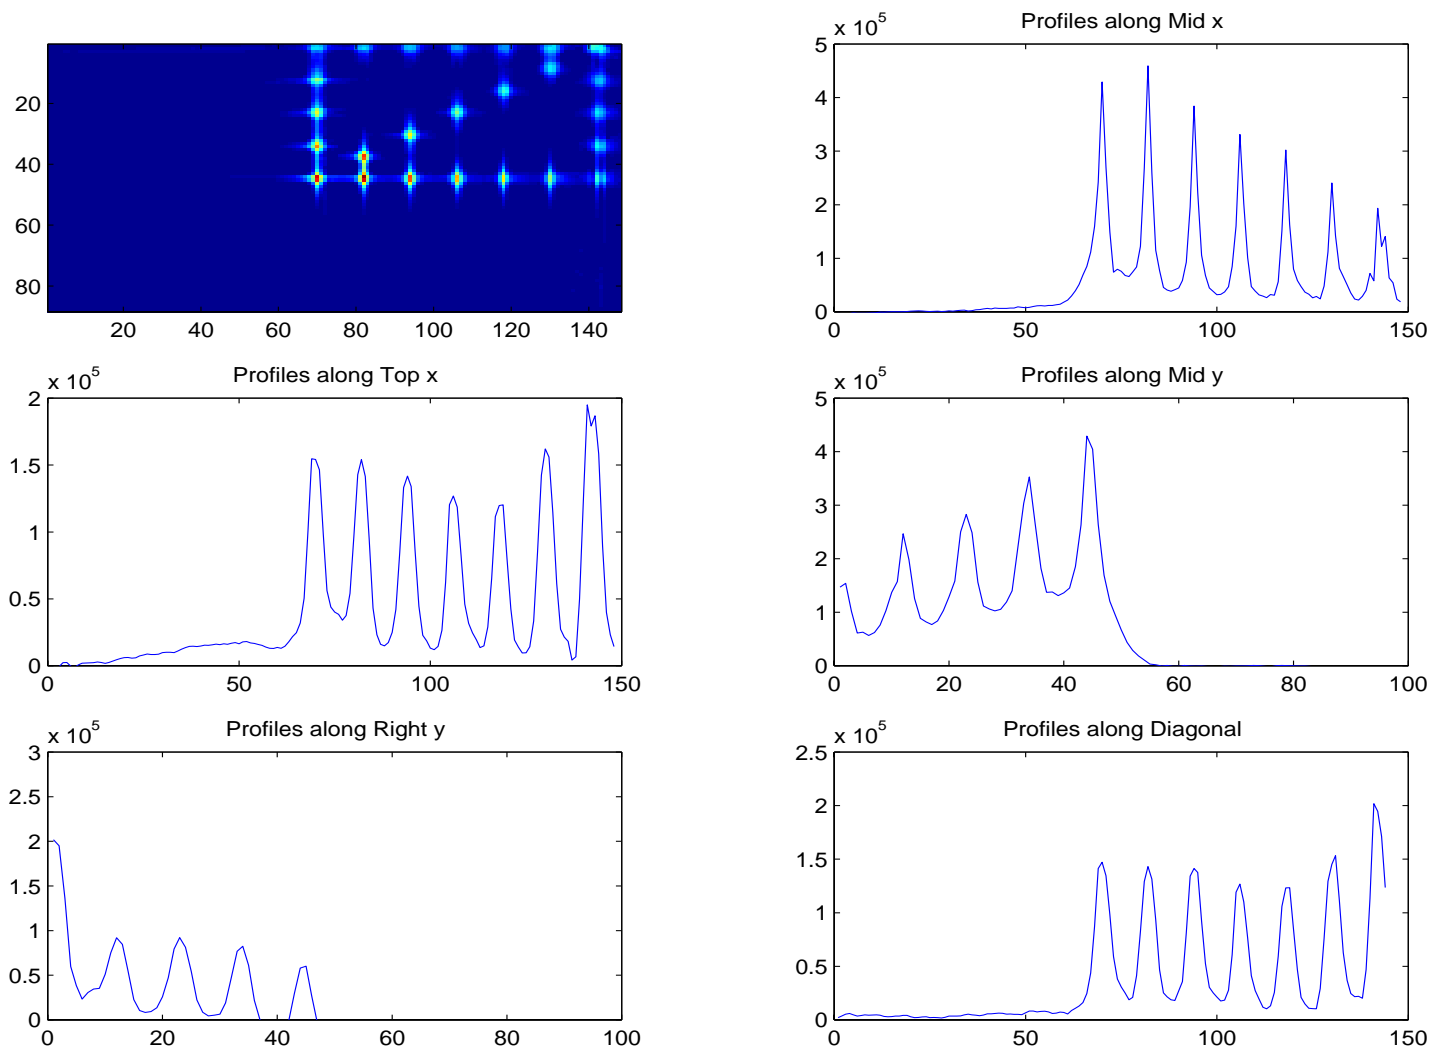 20
40
60
80
20 40 60 80 100 120 140
Profiles along Mid x
x 10^5
5
4
3
2
1
0
0 50 100 150
Profiles along Top x
x 10^5
2
1.5
1
0.5
0
0 50 100 150
Profiles along Mid y
x 10^5
5
4
3
2
1
0
0 20 40 60 80 100
Profiles along Right y
x 10^5
3
2.5
2
1.5
1
0.5
0
0 20 40 60 80 100
Profiles along Diagonal
x 10^5
2.5
2
1.5
1
0.5
0
0 50 100 150